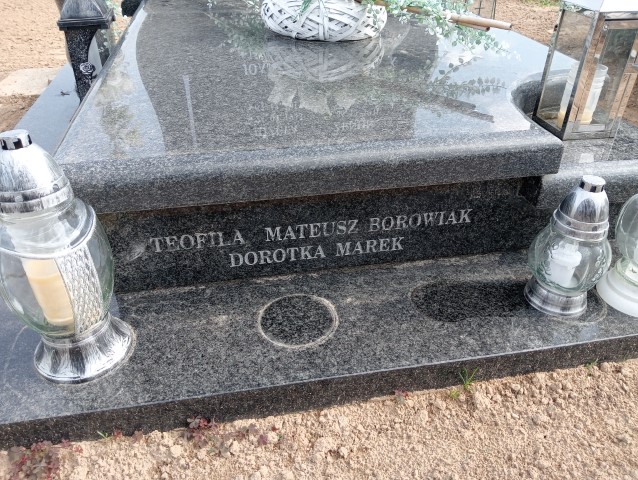 TEOFILA MATEUSZ BOROWIAK
DOROTKA MAREK